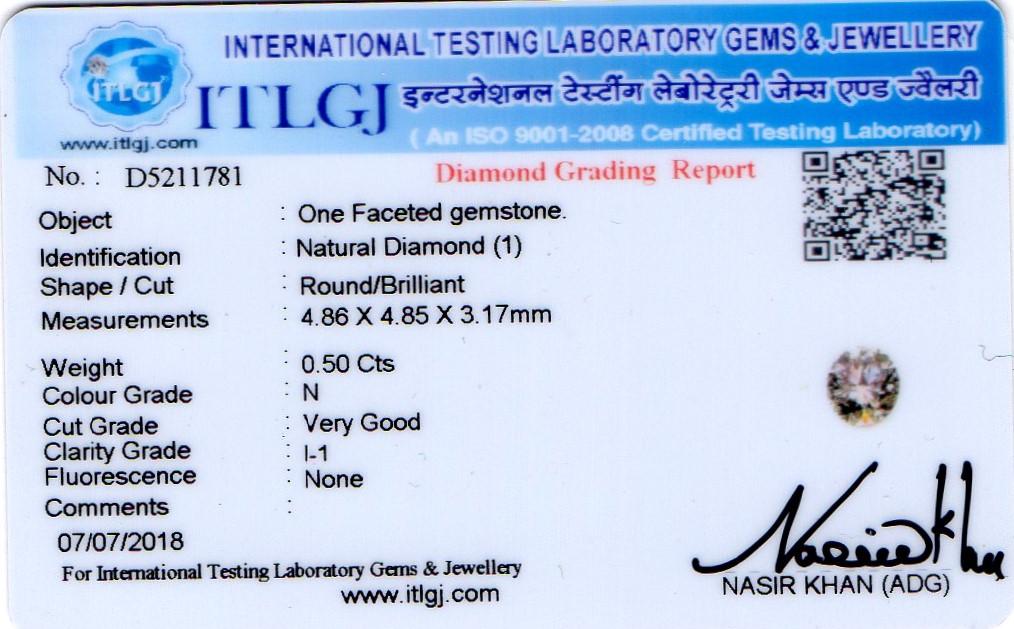 INTERNATIONAL TESTING LABORATORY GEMS & JEWELLERY
ITLGJ
ITLGJ इन्टरनेशनल टेस्टींग लेबोरेट्ररी जेम्स एण्ड ज्वैलरी
www.itlgj.com
( An ISO 9001-2008 Certified Testing Laboratory)
No. : D5211781
Diamond Grading Report
Object : One Faceted gemstone.
Identification : Natural Diamond (1)
Shape / Cut : Round/Brilliant
Measurements : 4.86 X 4.85 X 3.17mm
Weight : 0.50 Cts
Colour Grade : N
Cut Grade : Very Good
Clarity Grade : I-1
Fluorescence : None
Comments :
07/07/2018
For International Testing Laboratory Gems & Jewellery
www.itlgj.com
Nasir Khan
NASIR KHAN (ADG)